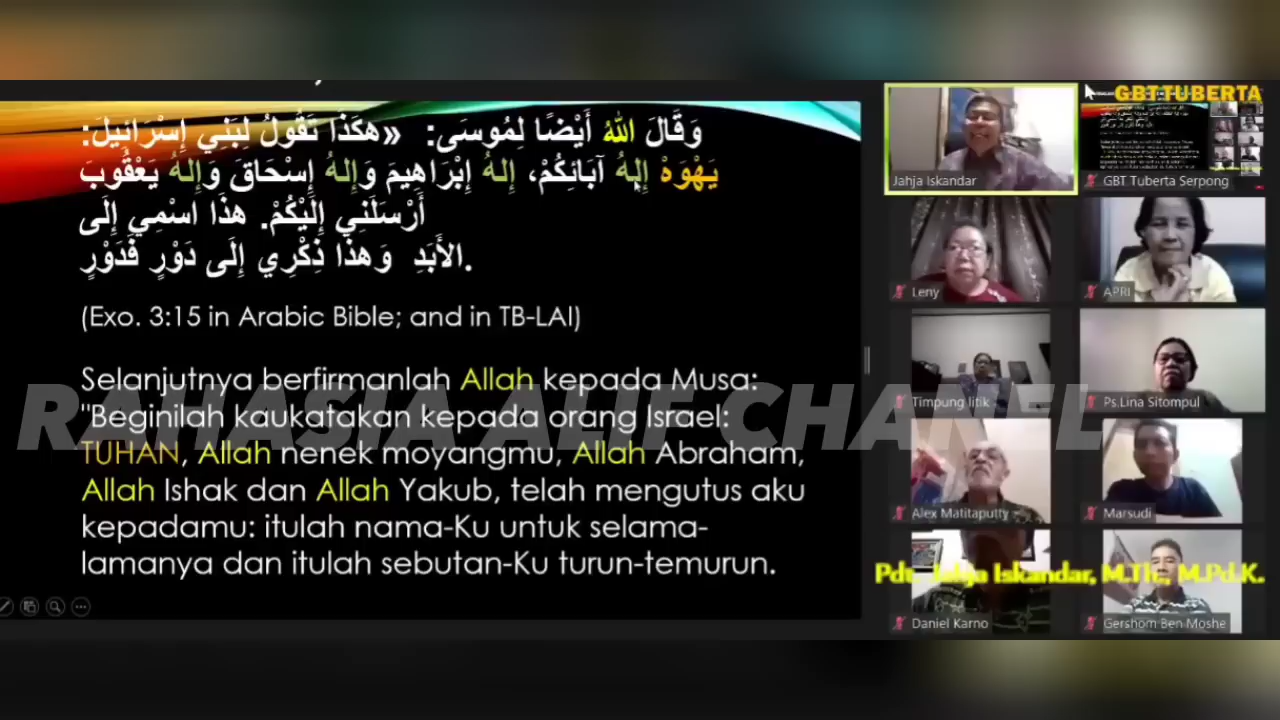 وَقَالَ اللهُ أَيْضًا لِمُوسَى: «هكَذَا تَقُولُ لِبَنِي إِسْرَائِيلَ:
يَهْوَهْ إِلهُ آبَائِكُمْ، إِلهُ إِبْرَاهِيمَ وَإِلهُ إِسْحَاقَ وَإِلهُ يَعْقُوبَ
أَرْسَلَنِي إِلَيْكُمْ. هذَا اسْمِي إِلَى
الأَبَدِ وَهذَا ذِكْرِي إِلَى دَوْرٍ فَدَوْرٍ.
(Exo. 3:15 in Arabic Bible; and in TB-LAI)
Selanjutnya berfirmanlah Allah kepada Musa:
"Beginilah kaukatakan kepada orang Israel:
TUHAN, Allah nenek moyangmu, Allah Abraham,
Allah Ishak dan Allah Yakub, telah mengutus aku
kepadamu: itulah nama-Ku untuk selama-
lamanya dan itulah sebutan-Ku turun-temurun.
RAHASIA ALIF CHANEL
GBTTUBERTA
Jahja Iskandar
GBT Tuberta Serpong
Leny
APRI
Timpung litik
Ps.Lina Sitompul
Alex Matitaputty
Marsudi
Pdt. Jahja Iskandar, M.Th., M.Pd.K.
Daniel Karno
Gershom Ben Moshe